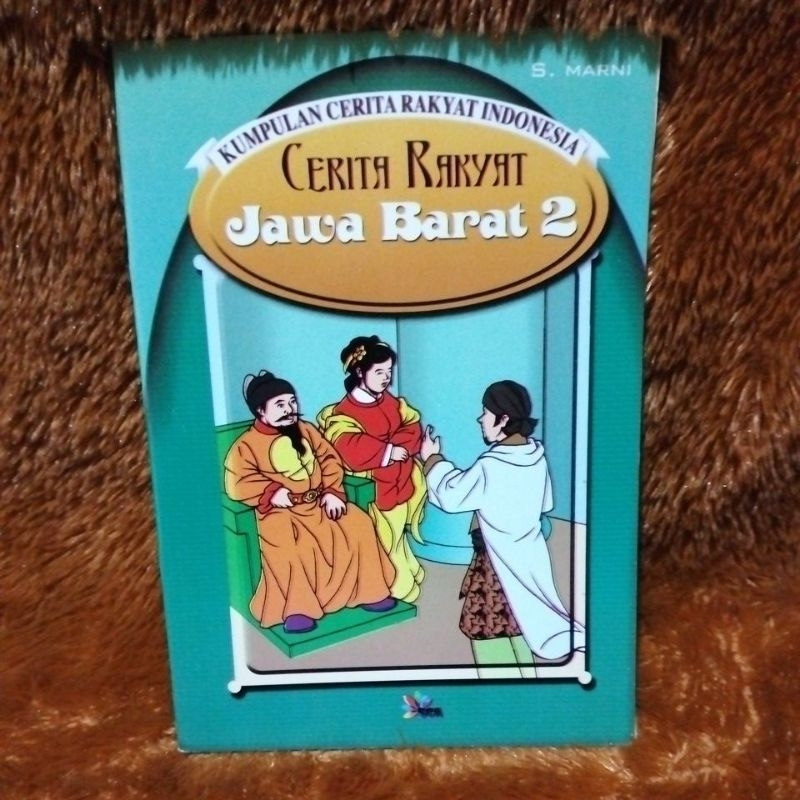 S. MARNI
KUMPULAN CERITA RAKYAT INDONESIA
CERITA RAKYAT
Jawa Barat 2